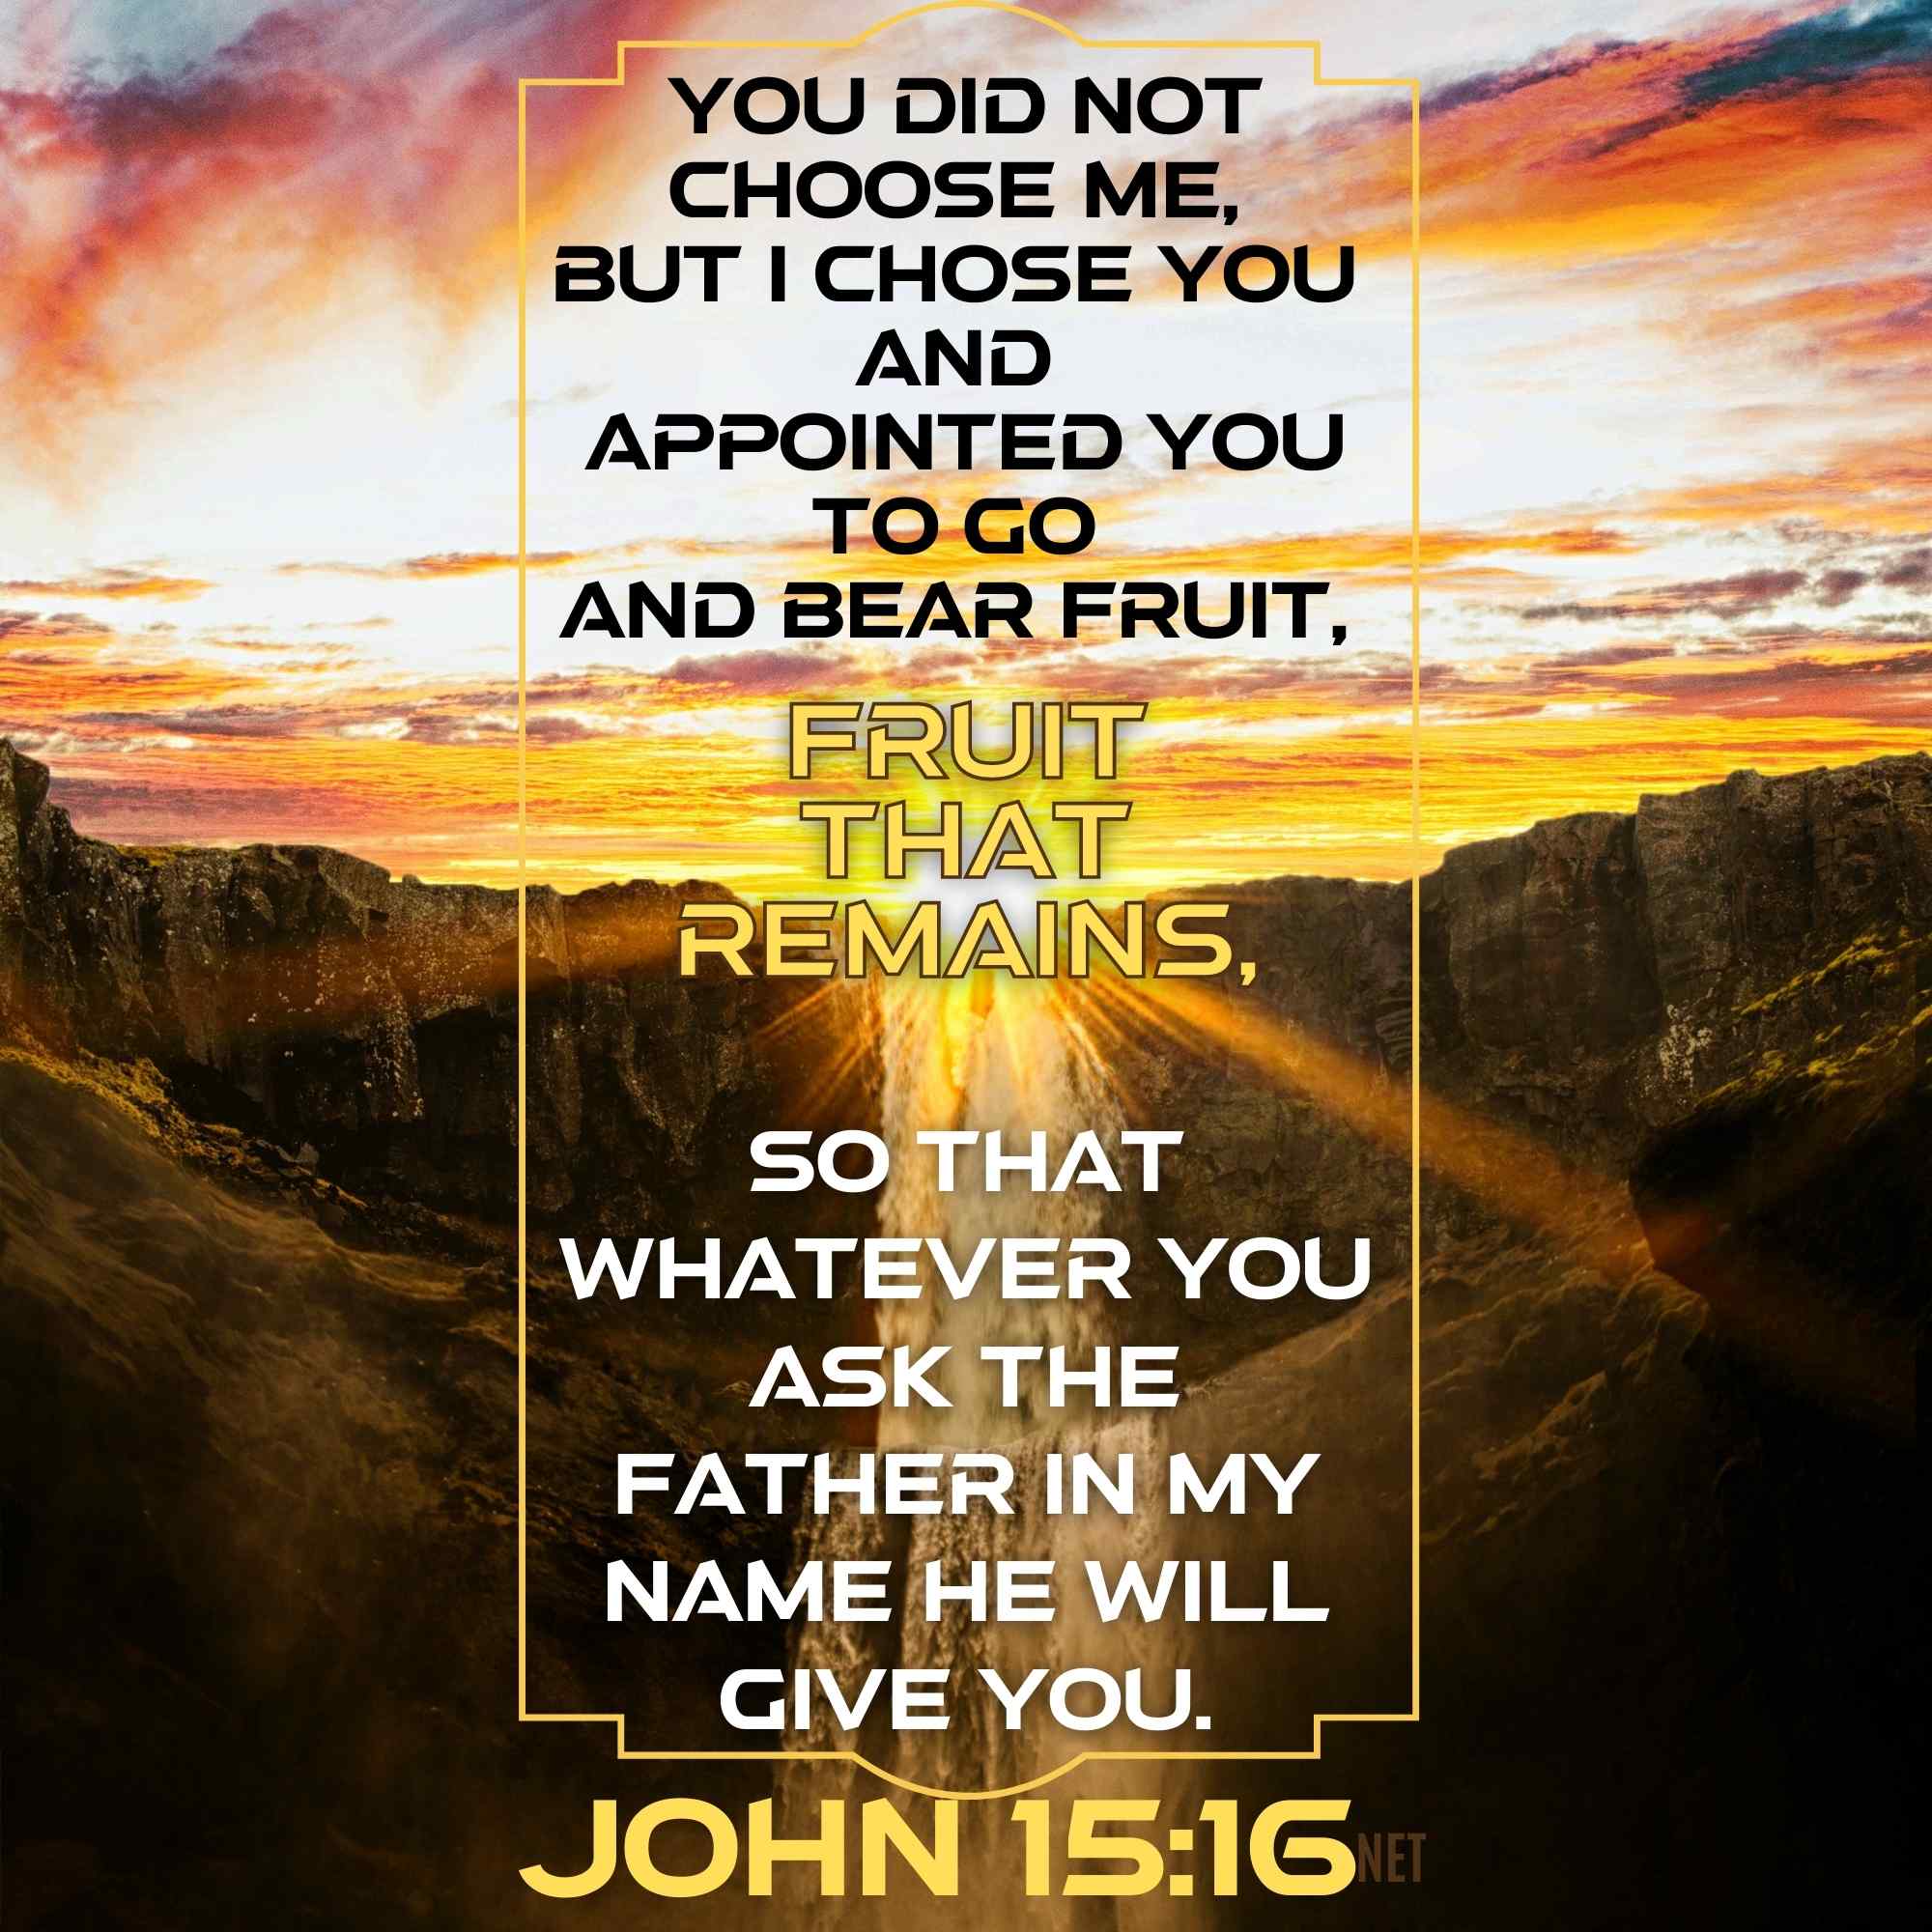 YOU DID NOT
CHOOSE ME,
BUT I CHOSE YOU
AND
APPOINTED YOU
TO GO
AND BEAR FRUIT,
FRUIT
THAT
REMAINS,
SO THAT
WHATEVER YOU
ASK THE
FATHER IN MY
NAME HE WILL
GIVE YOU.
JOHN 15:16 NET